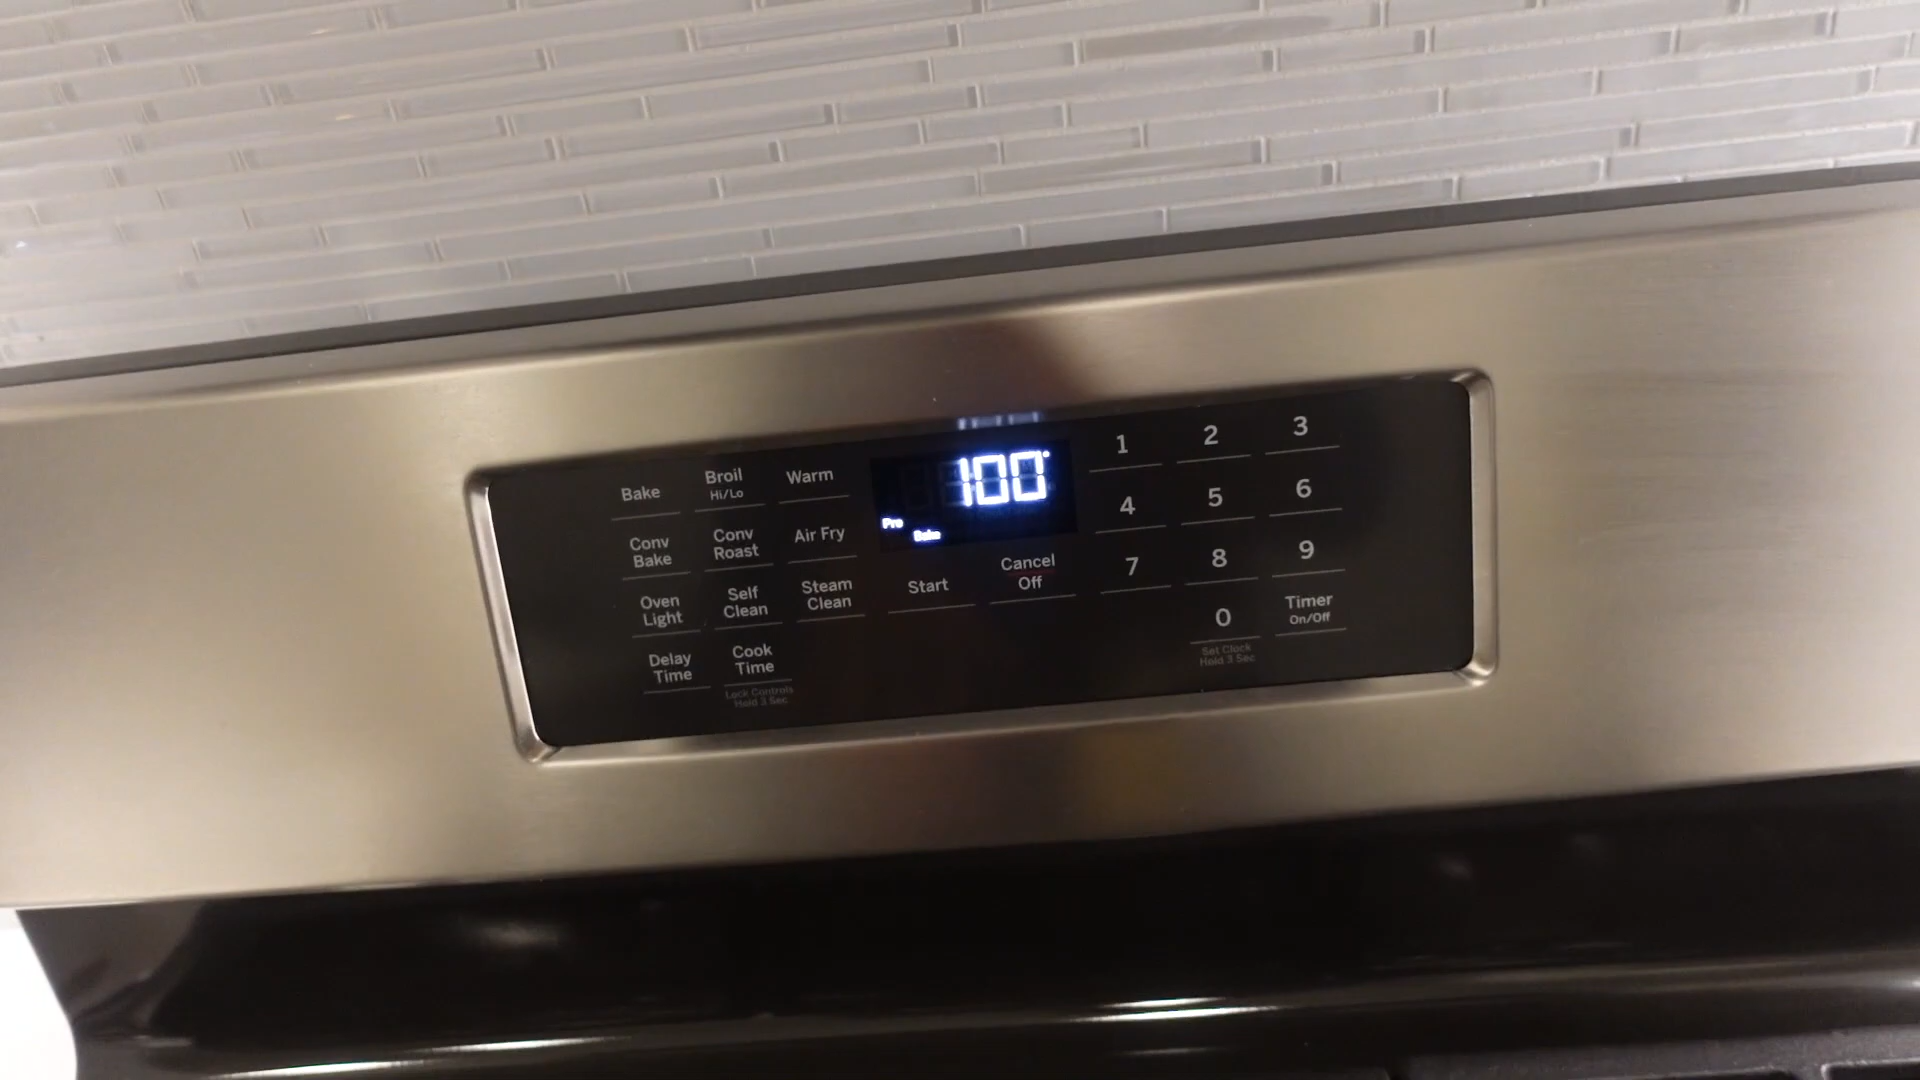 Bake
Broil
Hi/Lo
Warm
Conv
Bake
Conv
Roast
Air Fry
Oven
Light
Self
Clean
Steam
Clean
Delay
Time
Cook
Time
Lock Controls
Hold 3 Sec
100°
Pre
Bake
Start
Cancel
Off
1
2
3
4
5
6
7
8
9
0
Set Clock
Hold 3 Sec
Timer
On/Off